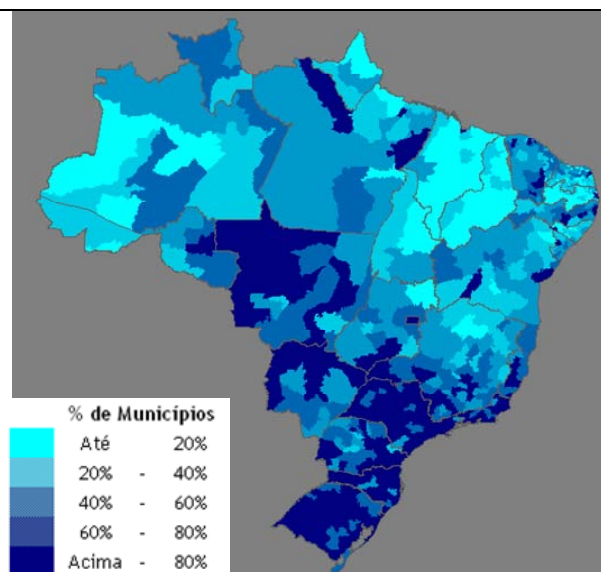 % de Municípios
Até 20%
20% - 40%
40% - 60%
60% - 80%
Acima - 80%